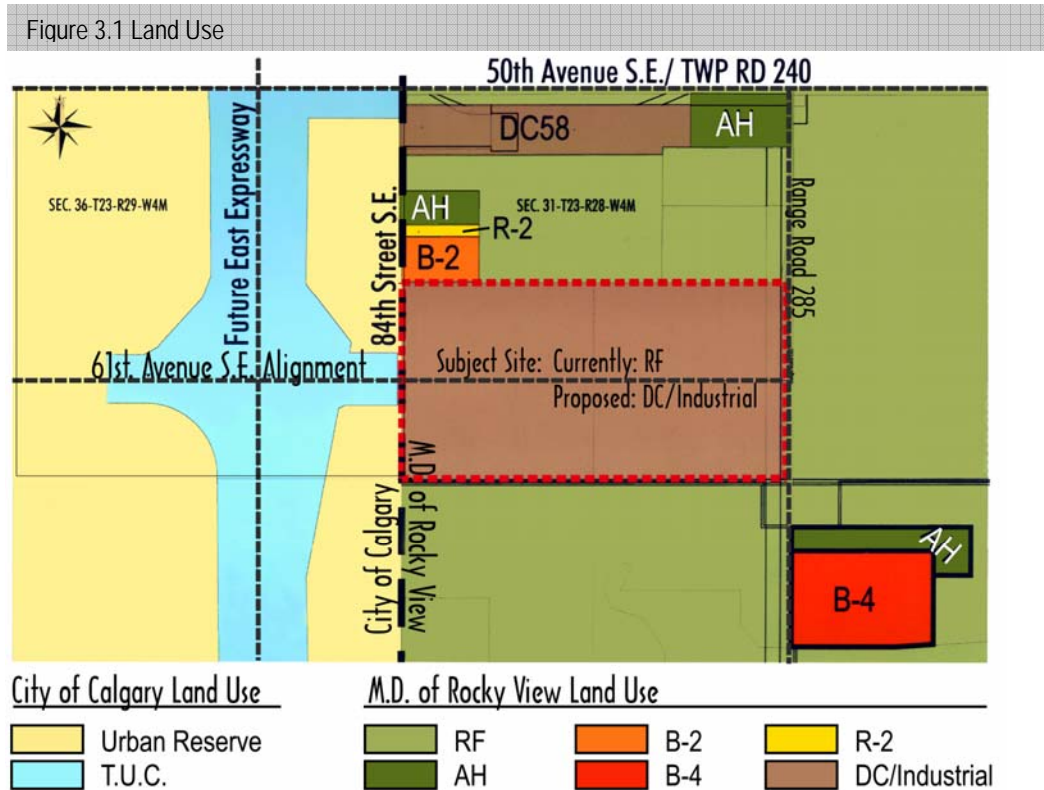 Figure 3.1 Land Use
50th Avenue S.E./ TWP RD 240
Future East Expressway
SEC. 36-T23-R29-W4M
84th Street S.E.
DC58
AH
AH
SEC. 31-T23-R28-W4M
R-2
B-2
Range Road 285
61st. Avenue S.E. Alignment
Subject Site: Currently: RF
Proposed: DC/Industrial
City of Calgary
M.D. of Rocky View
AH
B-4
City of Calgary Land Use
Urban Reserve
T.U.C.
M.D. of Rocky View Land Use
RF
B-2
R-2
AH
B-4
DC/Industrial